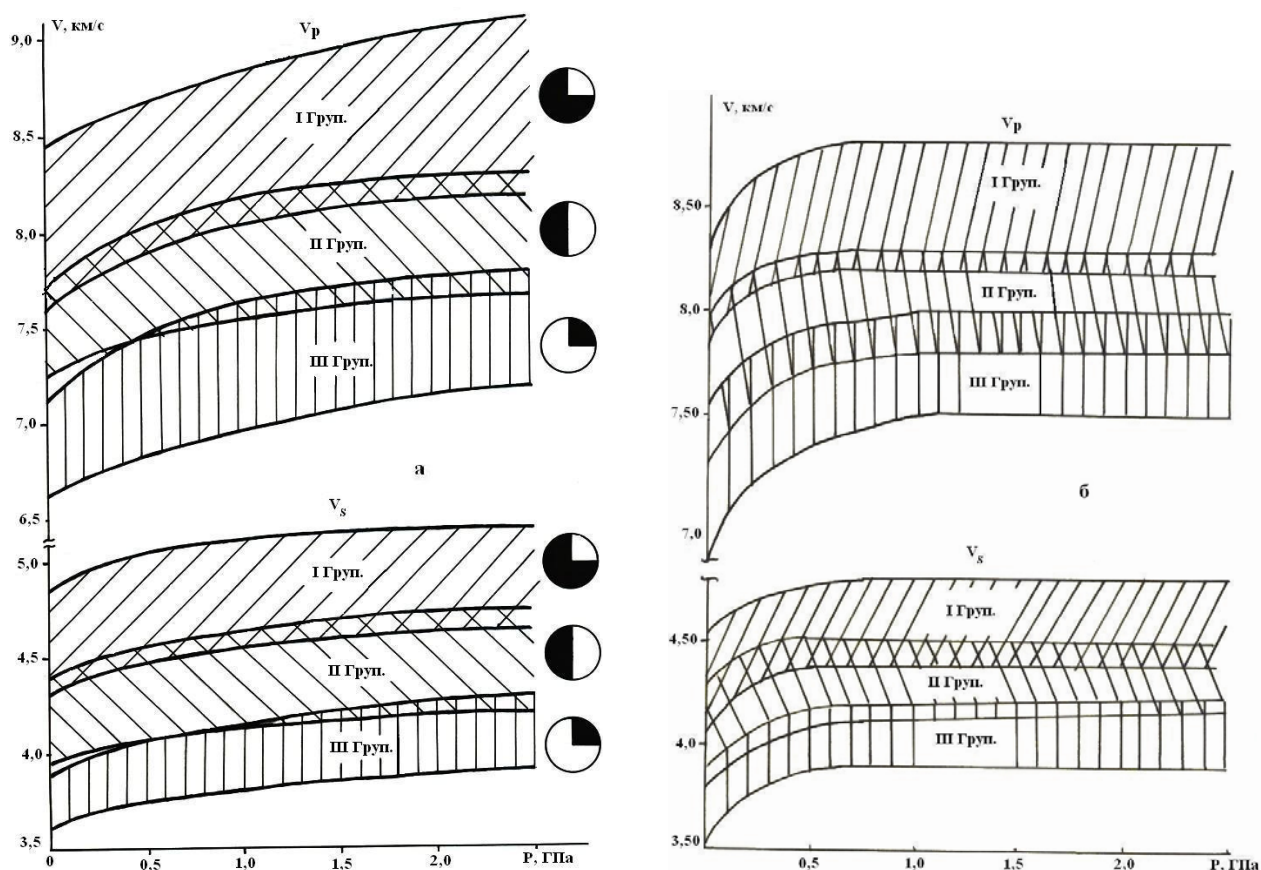 V, км/с
Vp
9,0
8,5
8,0
7,5
7,0
6,5
I Груп.
II Груп.
III Груп.
а
Vs
5,0
4,5
4,0
3,5
I Груп.
II Груп.
III Груп.
0
0,5
1,0
1,5
2,0
P, ГПа
V, км/с
Vp
8,50
8,0
7,50
7,0
I Груп.
II Груп.
III Груп.
б
Vs
4,50
4,0
3,50
I Груп.
II Груп.
III Груп.
0,5
1,0
1,5
2,0
P, ГПа